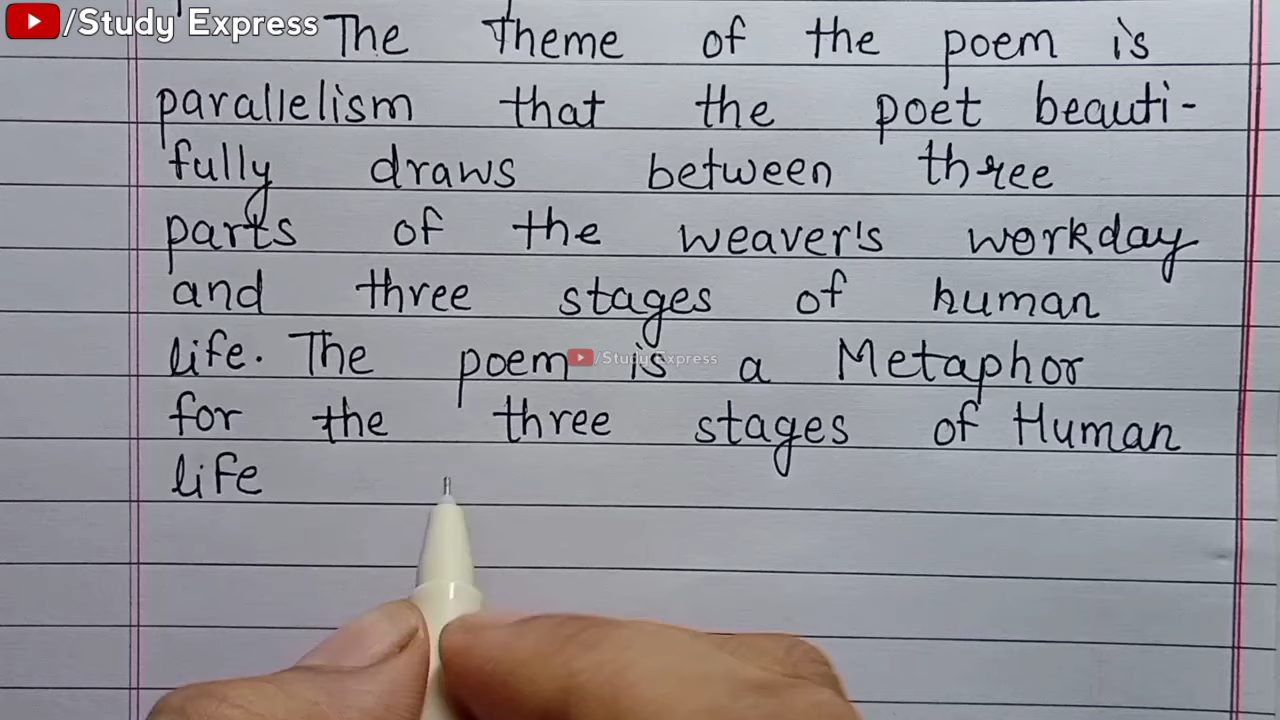 /Study Express
The theme of the poem is
parallelism that the poet beauti-
fully draws between three
parts of the weaver's workday
and three stages of human
life. The poem is a Metaphor
/Study Express
for the three stages of Human
life